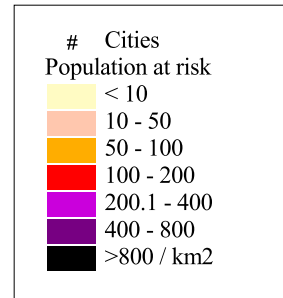 # Cities
Population at risk
< 10
10 - 50
50 - 100
100 - 200
200.1 - 400
400 - 800
>800 / km2